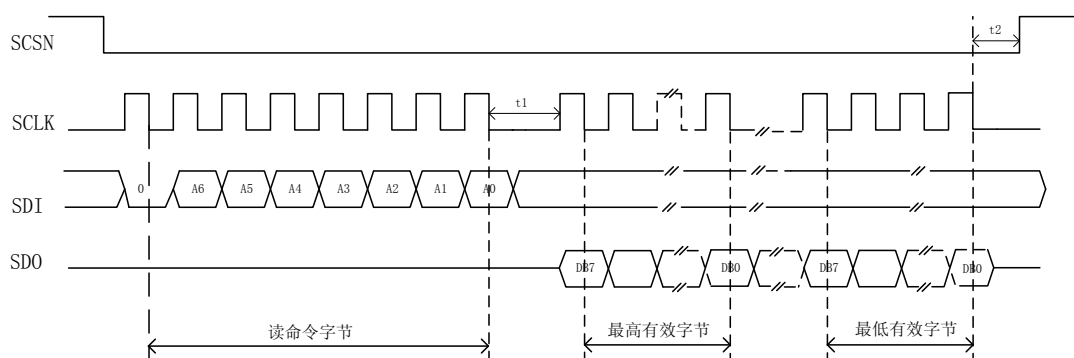 SCSN
t2
SCLK
t1
SDI
0 A6 A5 A4 A3 A2 A1 A0
SDO
DB7 DB0 DB7 DB0
读命令字节 最高有效字节 最低有效字节